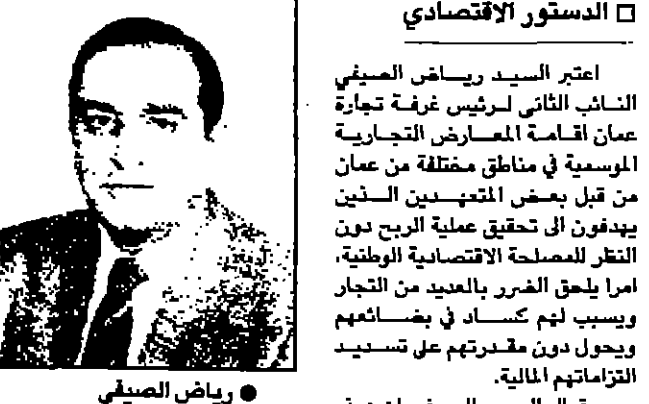 □ الدستور الاقتصادي
اعتبر السيد رياض الصيفي
النائب الثاني لرئيس غرفة تجارة
عمان اقامة المعارض التجارية
الموسمية في مناطق مختلفة من عمان
من قبل بعض المتعهدين الذين
يهدفون الى تحقيق عملية الربح دون
النظر للمصلحة الاقتصادية الوطنية،
امرا يلحق الضرر بالعديد من التجار
ويسبب لهم كساد في بضائعهم
ويحول دون مقدرتهم على تسديد
التزاماتهم المالية.
● رياض الصيفي